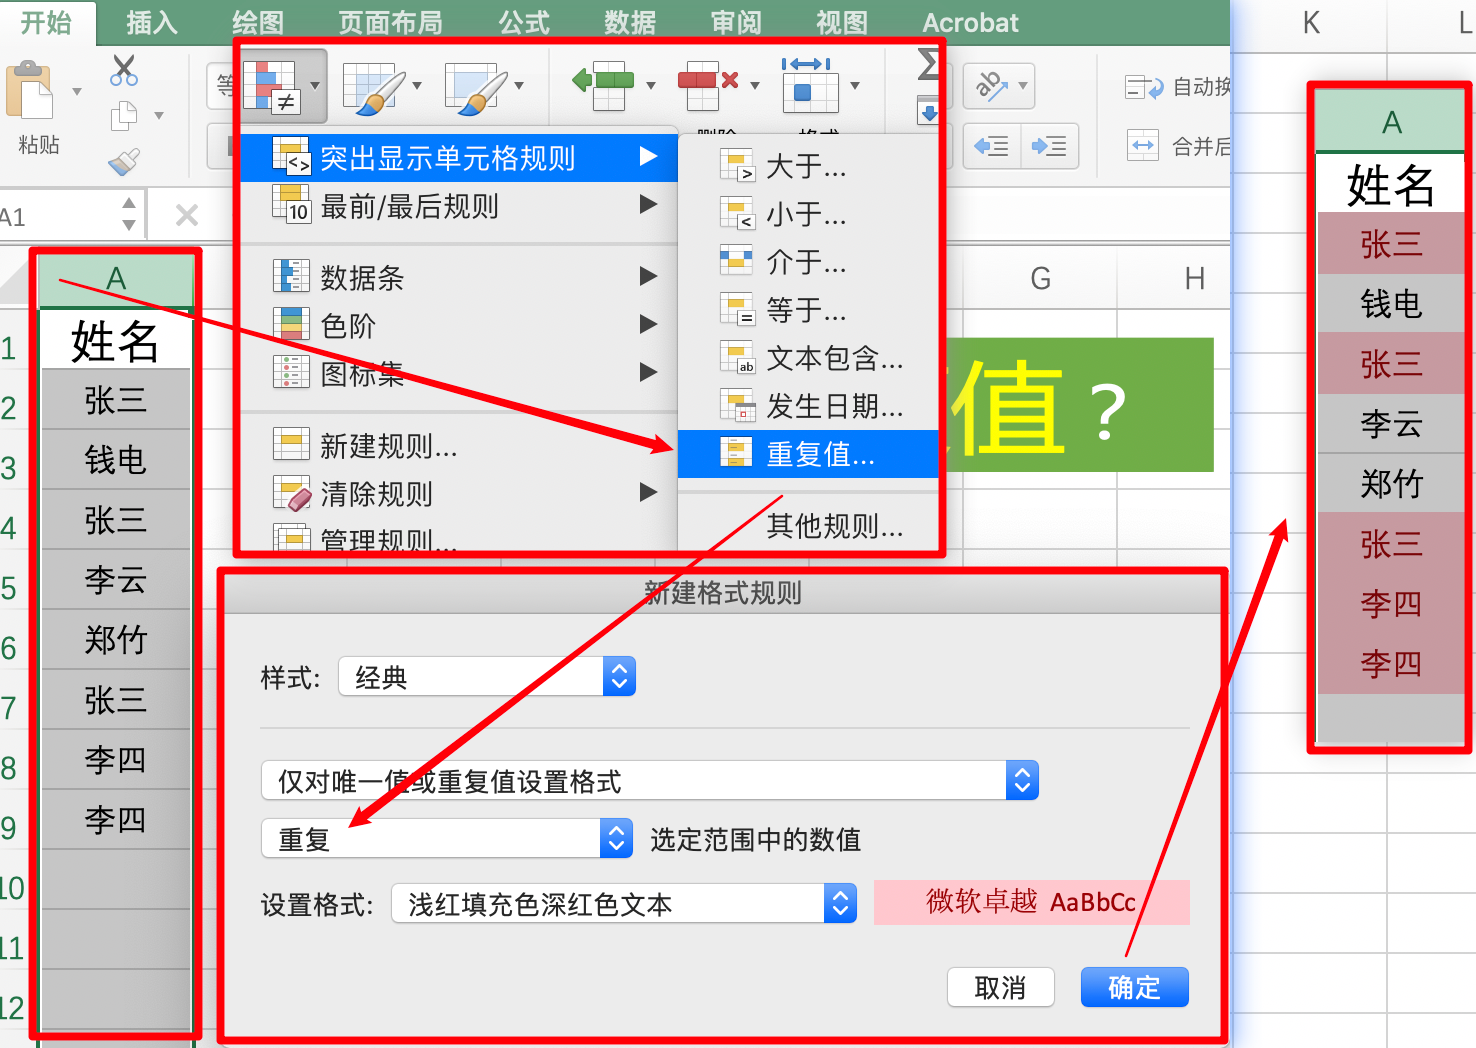 开始 插入 绘图 页面布局 公式 数据 审阅 视图 Acrobat
粘贴
等
自动换
合并后
A1
突出显示单元格规则
最前/最后规则
数据条
色阶
图标集
新建规则...
清除规则
管理规则...
大于...
小于...
介于...
等于...
文本包含...
发生日期...
重复值...
其他规则...
A
G H
值？
1 姓名
2 张三
3 钱电
4 张三
5 李云
6 郑竹
7 张三
8 李四
9 李四
10
11
12
新建格式规则
样式: 经典
仅对唯一值或重复值设置格式
重复 选定范围中的数值
设置格式: 浅红填充色深红色文本 微软卓越 AaBbCc
取消 确定
K L
A
姓名
张三
钱电
张三
李云
郑竹
张三
李四
李四